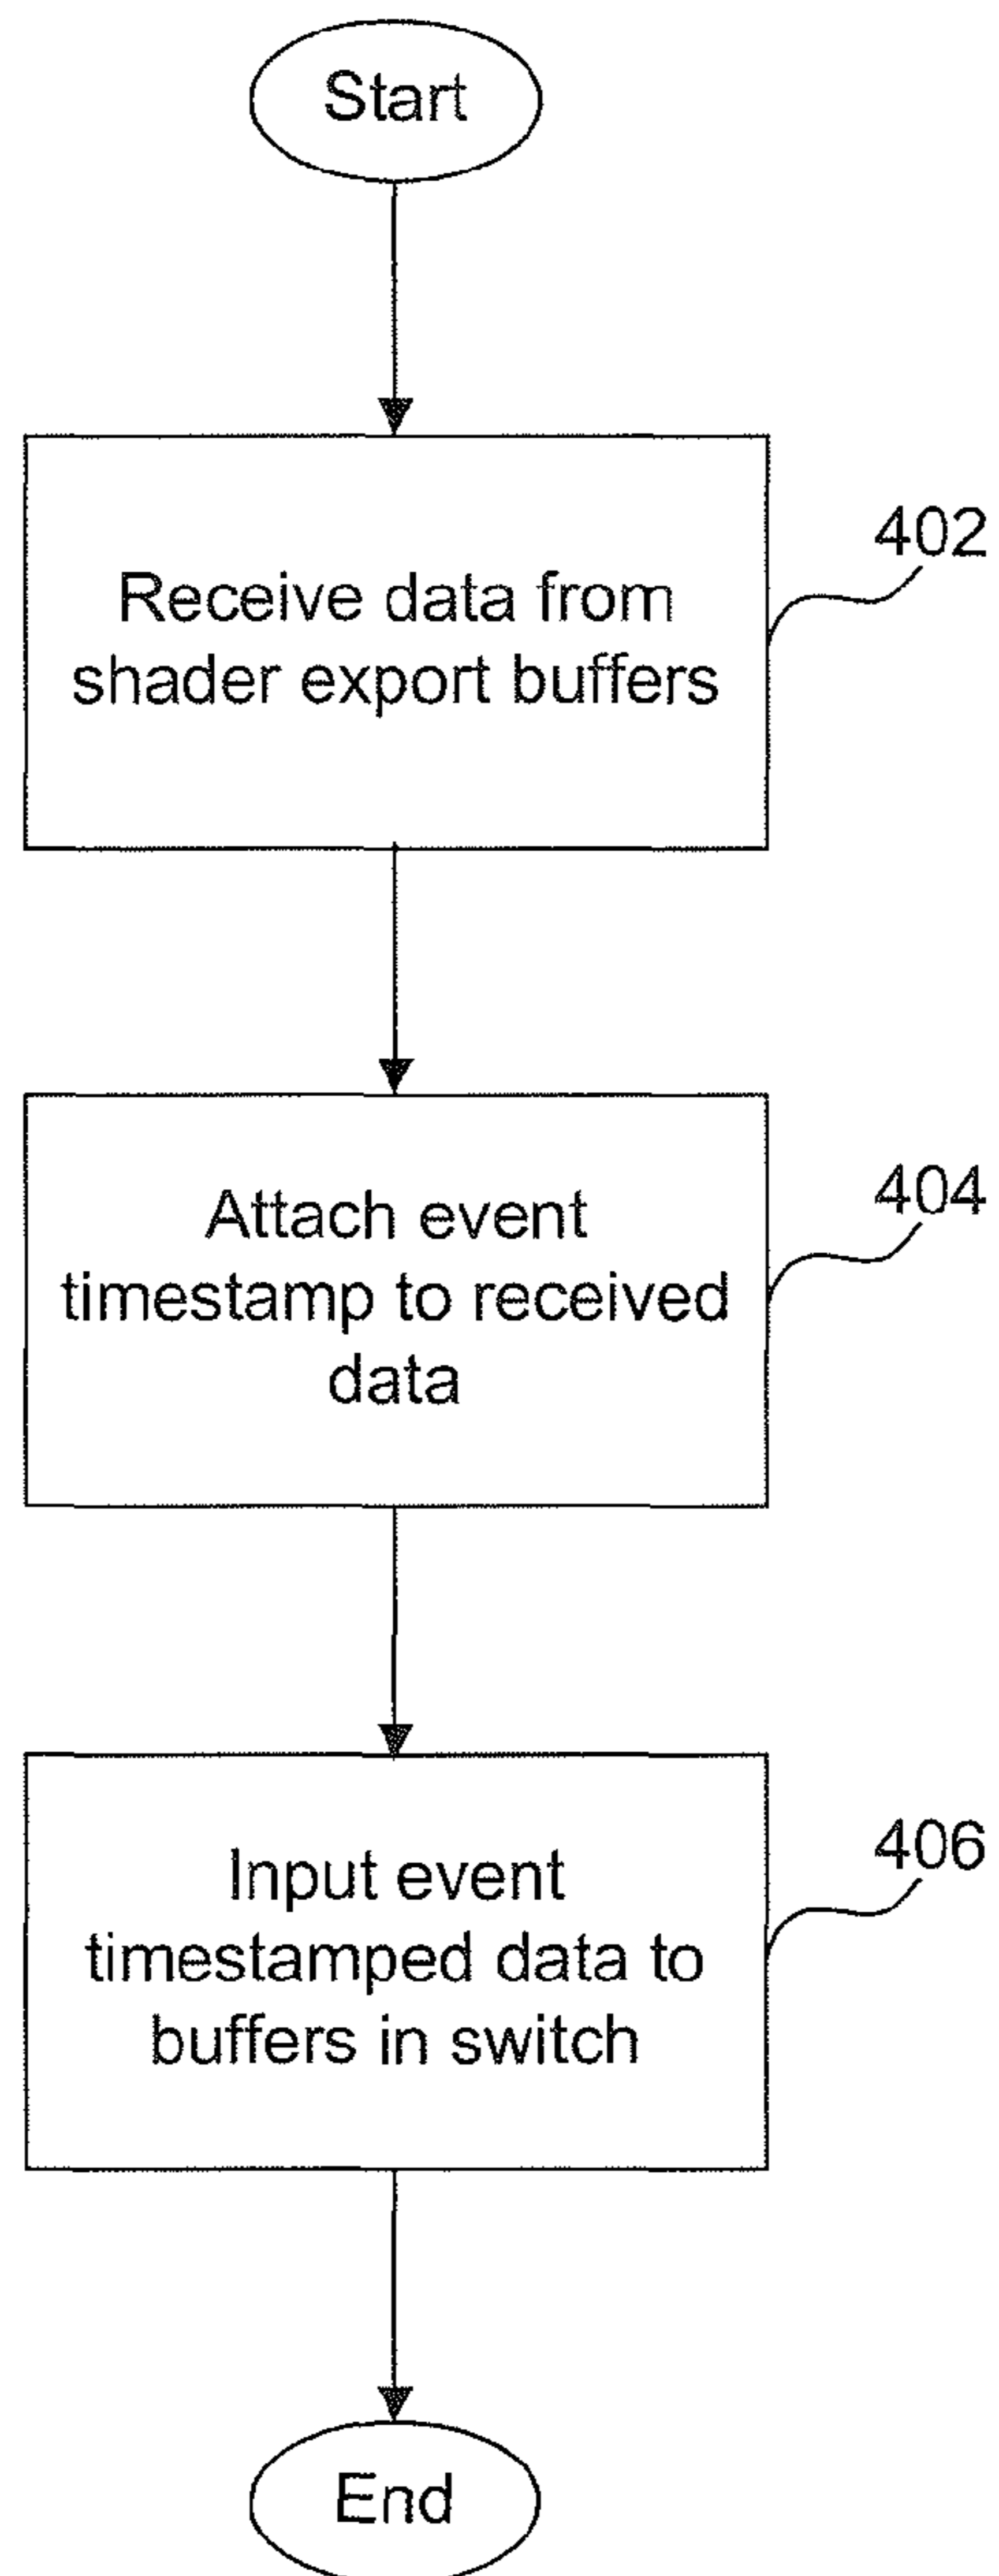 Start
402
Receive data from
shader export buffers
404
Attach event
timestamp to received
data
406
Input event
timestamped data to
buffers in switch
End